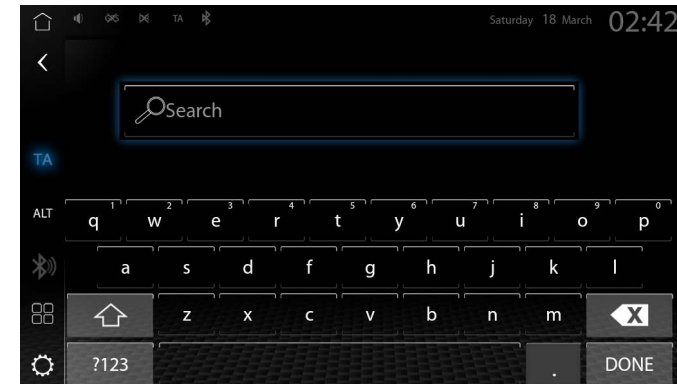 TA Saturday 18 March 02:42
Search
TA
ALT
1 2 3 4 5 6 7 8 9 0
q w e r t y u i o p
a s d f g h j k l
z x c v b n m X
?123 . DONE